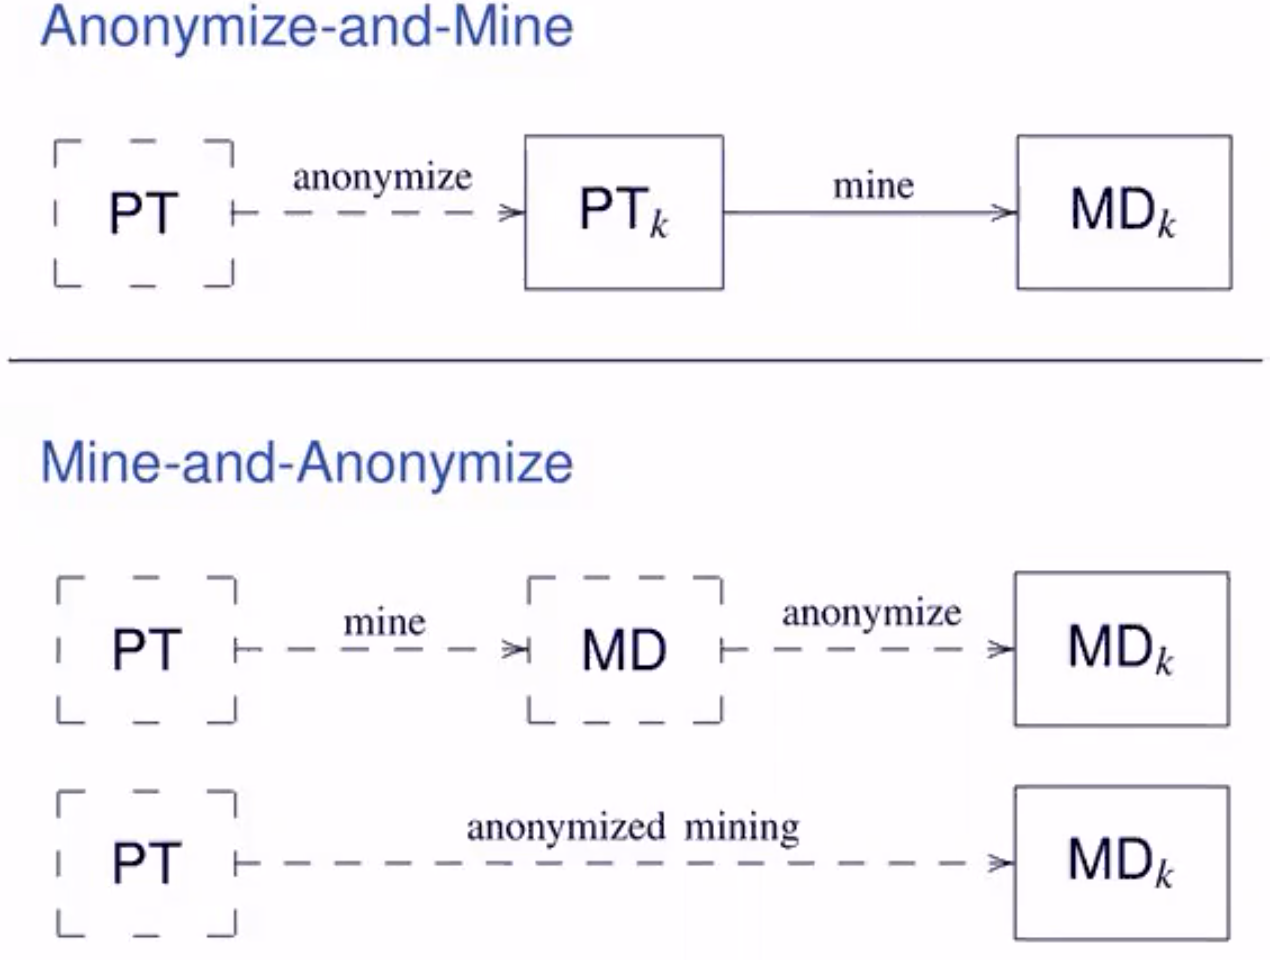 Anonymize-and-Mine
anonymize
mine
PT
PTk
MDk
Mine-and-Anonymize
mine
anonymize
PT
MD
MDk
anonymized mining
PT
MDk